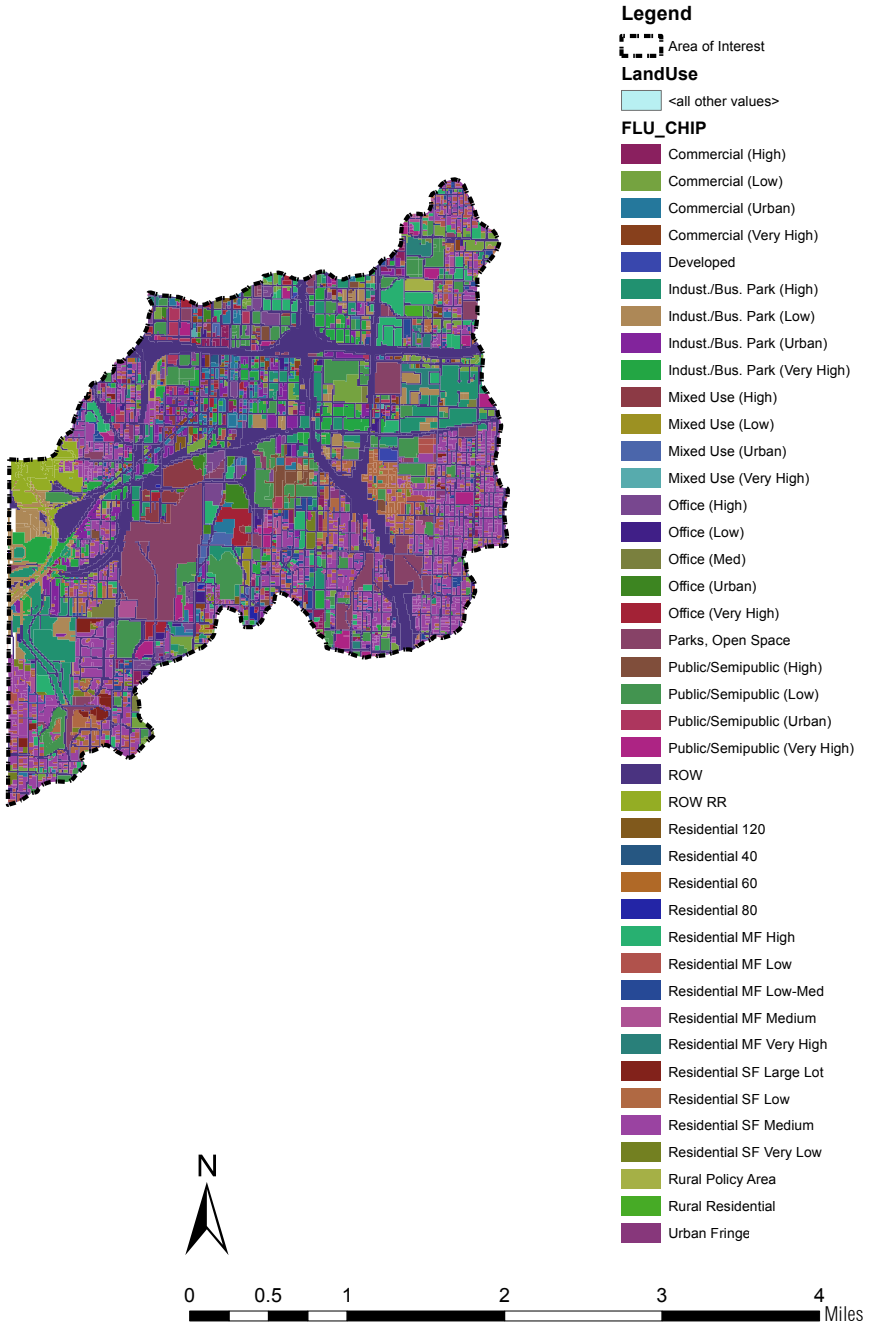 Legend
Area of Interest
LandUse
<all other values>
FLU_CHIP
Commercial (High)
Commercial (Low)
Commercial (Urban)
Commercial (Very High)
Developed
Indust./Bus. Park (High)
Indust./Bus. Park (Low)
Indust./Bus. Park (Urban)
Indust./Bus. Park (Very High)
Mixed Use (High)
Mixed Use (Low)
Mixed Use (Urban)
Mixed Use (Very High)
Office (High)
Office (Low)
Office (Med)
Office (Urban)
Office (Very High)
Parks, Open Space
Public/Semipublic (High)
Public/Semipublic (Low)
Public/Semipublic (Urban)
Public/Semipublic (Very High)
ROW
ROW RR
Residential 120
Residential 40
Residential 60
Residential 80
Residential MF High
Residential MF Low
Residential MF Low-Med
Residential MF Medium
Residential MF Very High
Residential SF Large Lot
Residential SF Low
Residential SF Medium
Residential SF Very Low
Rural Policy Area
Rural Residential
Urban Fringe
N
0 0.5 1 2 3 4
Miles